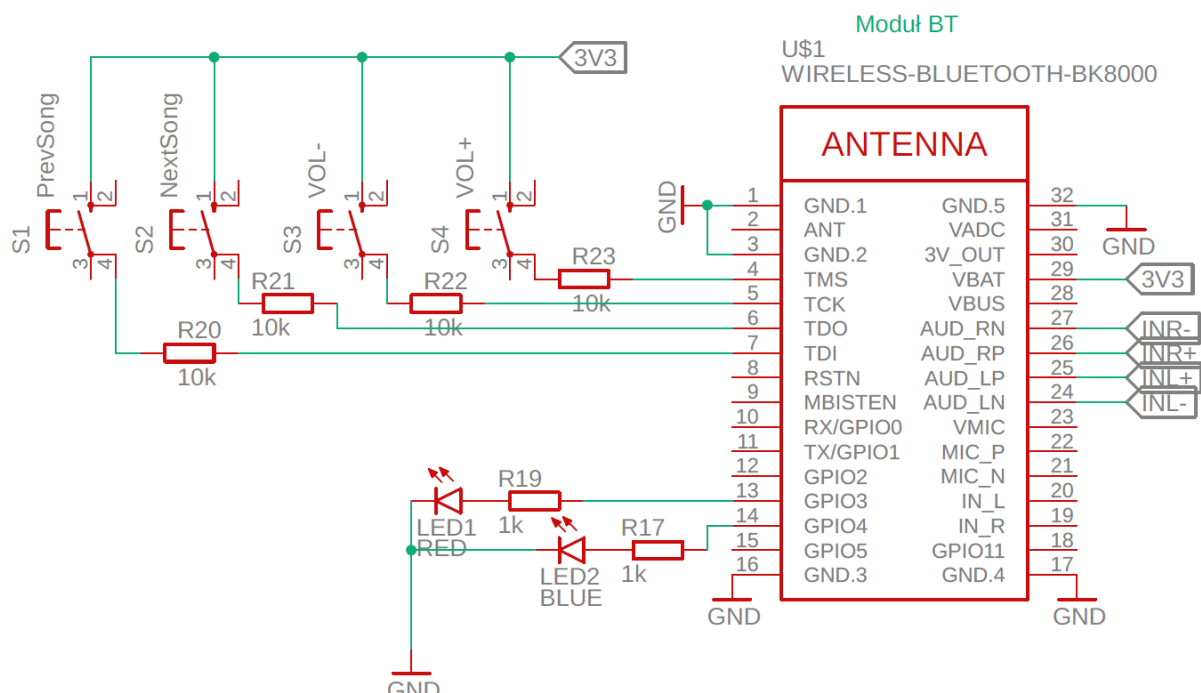 Moduł BT
U$1
WIRELESS-BLUETOOTH-BK8000
3V3
ANTENNA
PrevSong
NextSong
VOL-
VOL+
1 2
1 2
1 2
1 2
S1
S2
S3
S4
3 4
3 4
3 4
3 4
R23
10k
R21
10k
R22
10k
R20
10k
GND
1 GND.1
2 ANT
3 GND.2
4 TMS
5 TCK
6 TDO
7 TDI
8 RSTN
9 MBISTEN
10 RX/GPIO0
11 TX/GPIO1
12 GPIO2
13 GPIO3
14 GPIO4
15 GPIO5
16 GND.3
GND.5 32
VADC 31
3V_OUT 30
VBAT 29
VBUS 28
AUD_RN 27
AUD_RP 26
AUD_LP 25
AUD_LN 24
VMIC 23
MIC_P 22
MIC_N 21
IN_L 20
IN_R 19
GPIO11 18
GND.4 17
GND
3V3
INR-
INR+
INL+
INL-
R19
1k
LED1
RED
R17
1k
LED2
BLUE
GND
GND
GND